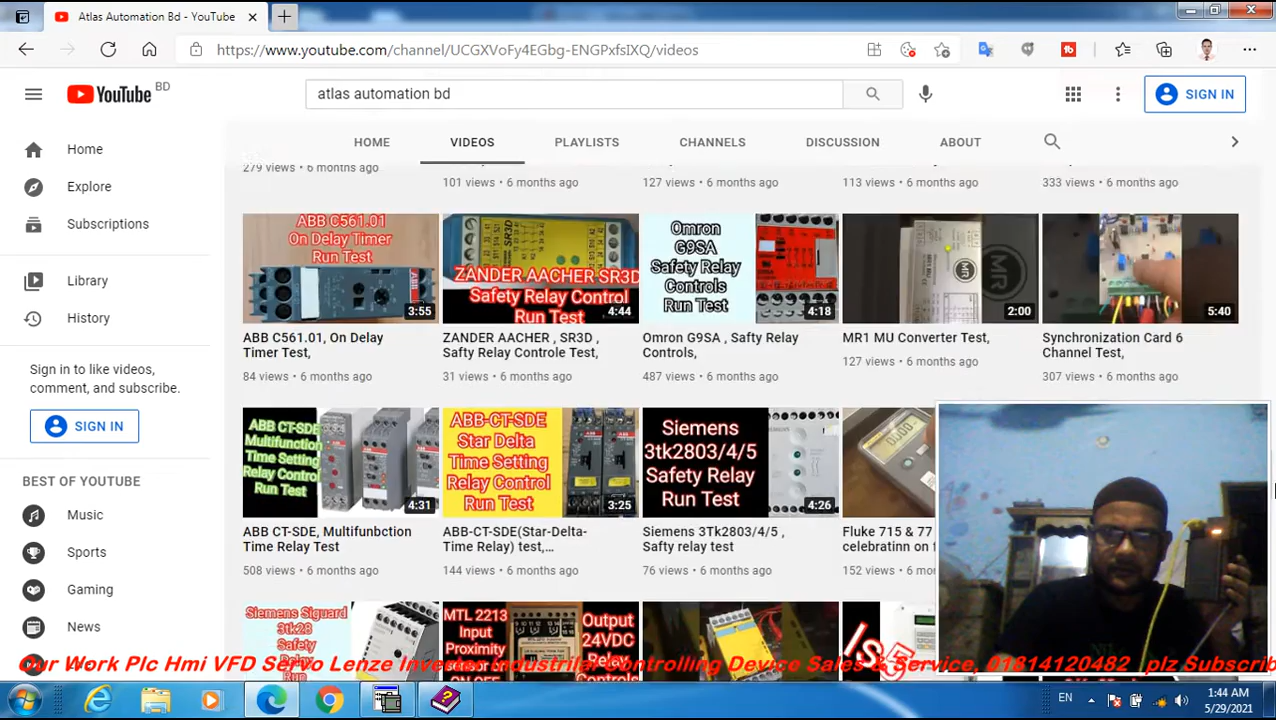 Atlas Automation Bd - YouTube
https://www.youtube.com/channel/UCGXVoFy4EGbg-ENGPxfsIXQ/videos
YouTube BD
atlas automation bd
SIGN IN
HOME VIDEOS PLAYLISTS CHANNELS DISCUSSION ABOUT
Home
Explore
Subscriptions
Library
History
Sign in to like videos,
comment, and subscribe.
SIGN IN
BEST OF YOUTUBE
Music
Sports
Gaming
News
279 views • 6 months ago
101 views • 6 months ago
127 views • 6 months ago
113 views • 6 months ago
333 views • 6 months ago
ABB C561.01
On Delay Timer
Run Test
3:55
ABB C561.01, On Delay
Timer Test,
84 views • 6 months ago
SR3D
ZANDER AACHER-SR3D
Safety Relay Control
Run Test
4:44
ZANDER AACHER , SR3D ,
Safty Relay Controle Test,
31 views • 6 months ago
Omron
G9SA
Safety Relay
Controls
Run Test
4:18
Omron G9SA , Safty Relay
Controls,
487 views • 6 months ago
MR
2:00
MR1 MU Converter Test,
127 views • 6 months ago
5:40
Synchronization Card 6
Channel Test,
307 views • 6 months ago
ABB CT-SDE
Multifunction
Time Setting
Relay Control
Run Test
4:31
ABB CT-SDE, Multifunbction
Time Relay Test
508 views • 6 months ago
ABB-CT-SDE
Star Delta
Time Setting
Relay Control
Run Test
3:25
ABB-CT-SDE(Star-Delta-
Time Relay) test,...
144 views • 6 months ago
Siemens
3tk2803/4/5
Safety Relay
Run Test
4:26
Siemens 3Tk2803/4/5 ,
Safty relay test
76 views • 6 months ago
Fluke 715 & 77
celebratinn on f
152 views • 6 mo
Siemens Siguard
3tk28
Safety
MTL 2213
Input
Proximity
Output
24VDC
Relay
Controls
Our Work Plc Hmi VFD Servo Lenze Inverter Industrilal Controlling Device Sales & Service, 01814120482 plz Subscrib
EN
1:44 AM
5/29/2021